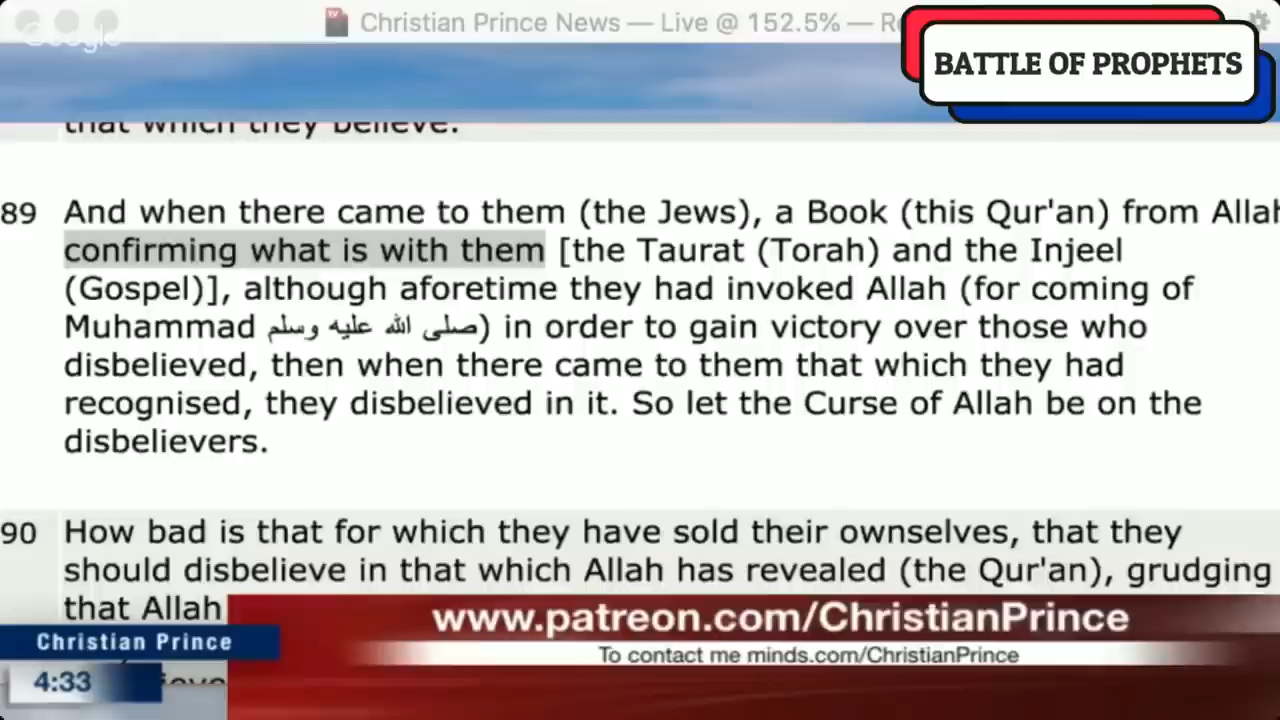 Google
Christian Prince News — Live @ 152.5% —
BATTLE OF PROPHETS
that which they believe.
89 And when there came to them (the Jews), a Book (this Qur'an) from Allah
confirming what is with them [the Taurat (Torah) and the Injeel
(Gospel)], although aforetime they had invoked Allah (for coming of
Muhammad صلى الله عليه وسلم) in order to gain victory over those who
disbelieved, then when there came to them that which they had
recognised, they disbelieved in it. So let the Curse of Allah be on the
disbelievers.
90 How bad is that for which they have sold their ownselves, that they
should disbelieve in that which Allah has revealed (the Qur'an), grudging
that Allah
www.patreon.com/ChristianPrince
Christian Prince
To contact me minds.com/ChristianPrince
4:33